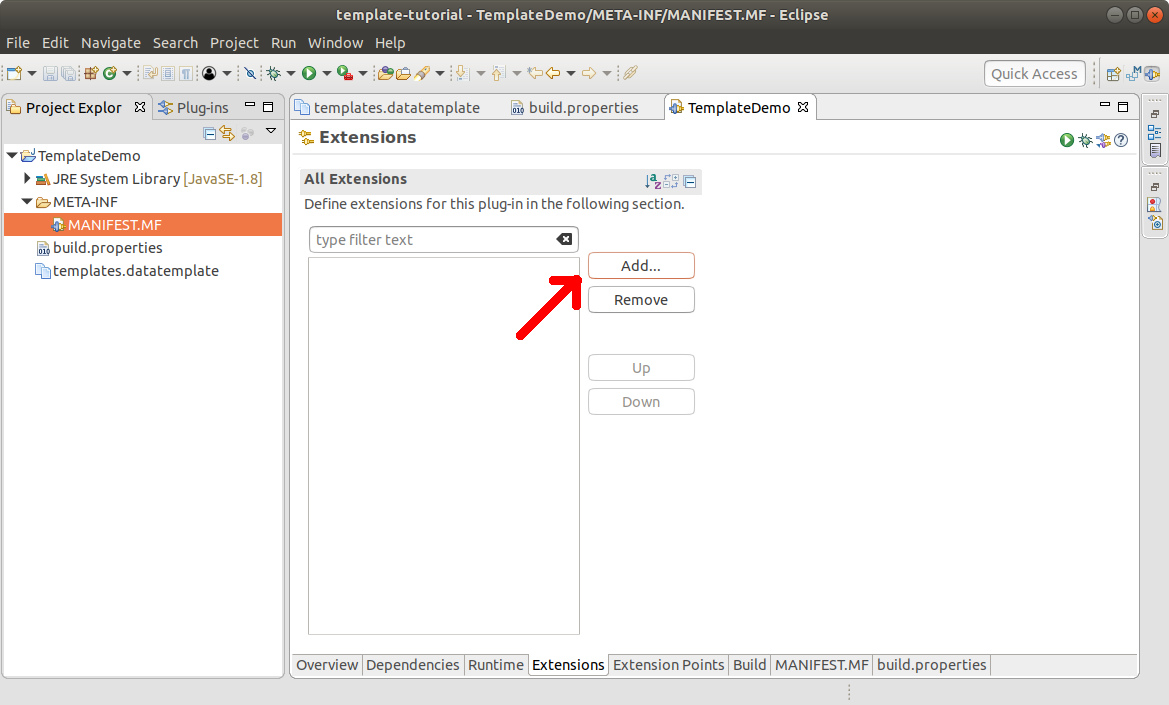 template-tutorial - TemplateDemo/META-INF/MANIFEST.MF - Eclipse
File Edit Navigate Search Project Run Window Help
Quick Access
Project Explor Plug-ins
TemplateDemo
JRE System Library [JavaSE-1.8]
META-INF
MANIFEST.MF
build.properties
templates.datatemplate
templates.datatemplate build.properties TemplateDemo
Extensions
All Extensions
Define extensions for this plug-in in the following section.
type filter text
Add...
Remove
Up
Down
Overview Dependencies Runtime Extensions Extension Points Build MANIFEST.MF build.properties